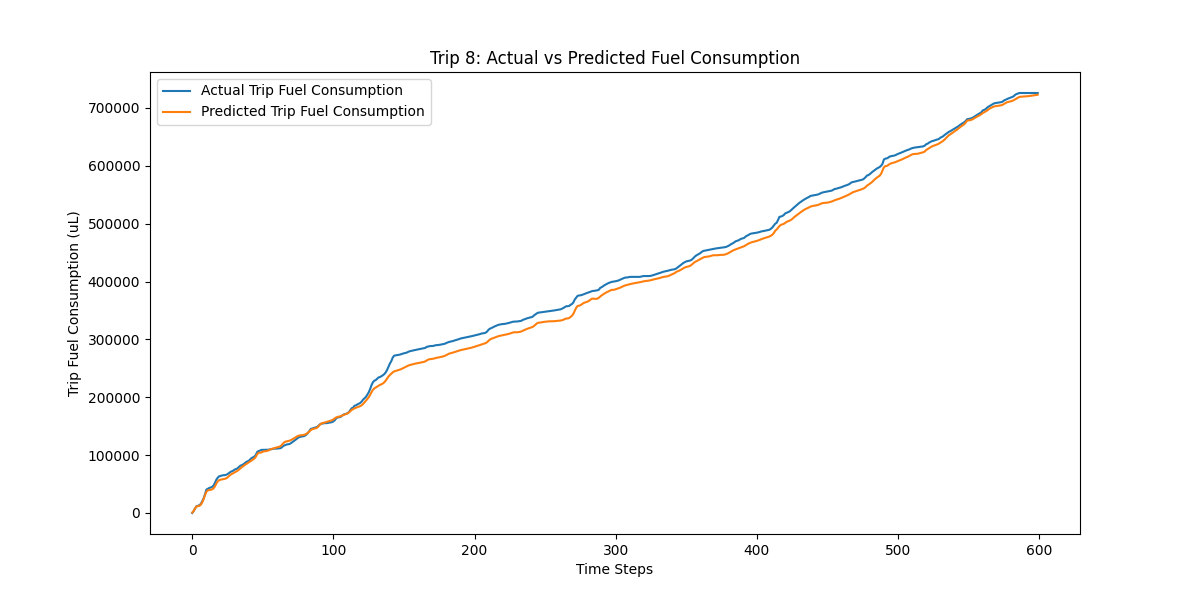 Trip 8: Actual vs Predicted Fuel Consumption
Actual Trip Fuel Consumption
Predicted Trip Fuel Consumption
Trip Fuel Consumption (uL)
700000
600000
500000
400000
300000
200000
100000
0
0 100 200 300 400 500 600
Time Steps